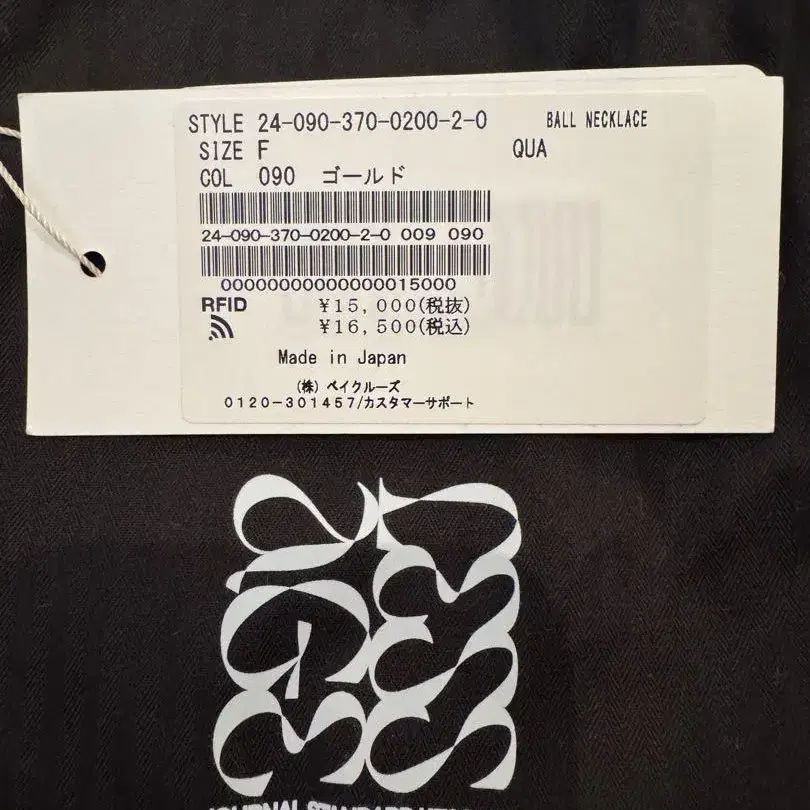 STYLE 24-090-370-0200-2-0 BALL NECKLACE
SIZE F QUA
COL 090 ゴールド
24-090-370-0200-2-0 009 090
00000000000000015000
RFID ¥15,000(税抜)
¥16,500(税込)
Made in Japan
(株) ベイクルーズ
0120-301457/カスタマーサポート
JOURNAL STANDARD